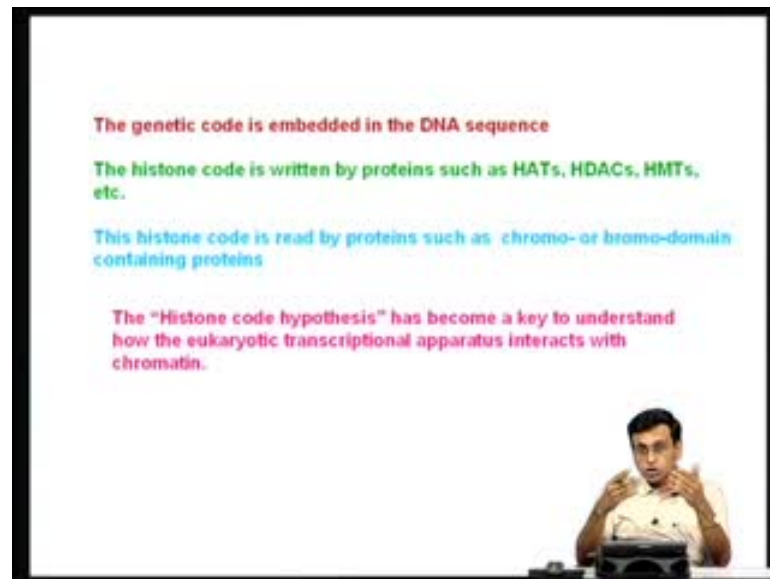 The genetic code is embedded in the DNA sequence
The histone code is written by proteins such as HATs, HDACs, HMTs,
etc.
This histone code is read by proteins such as chromo- or bromo-domain
containing proteins
The "Histone code hypothesis" has become a key to understand
how the eukaryotic transcriptional apparatus interacts with
chromatin.